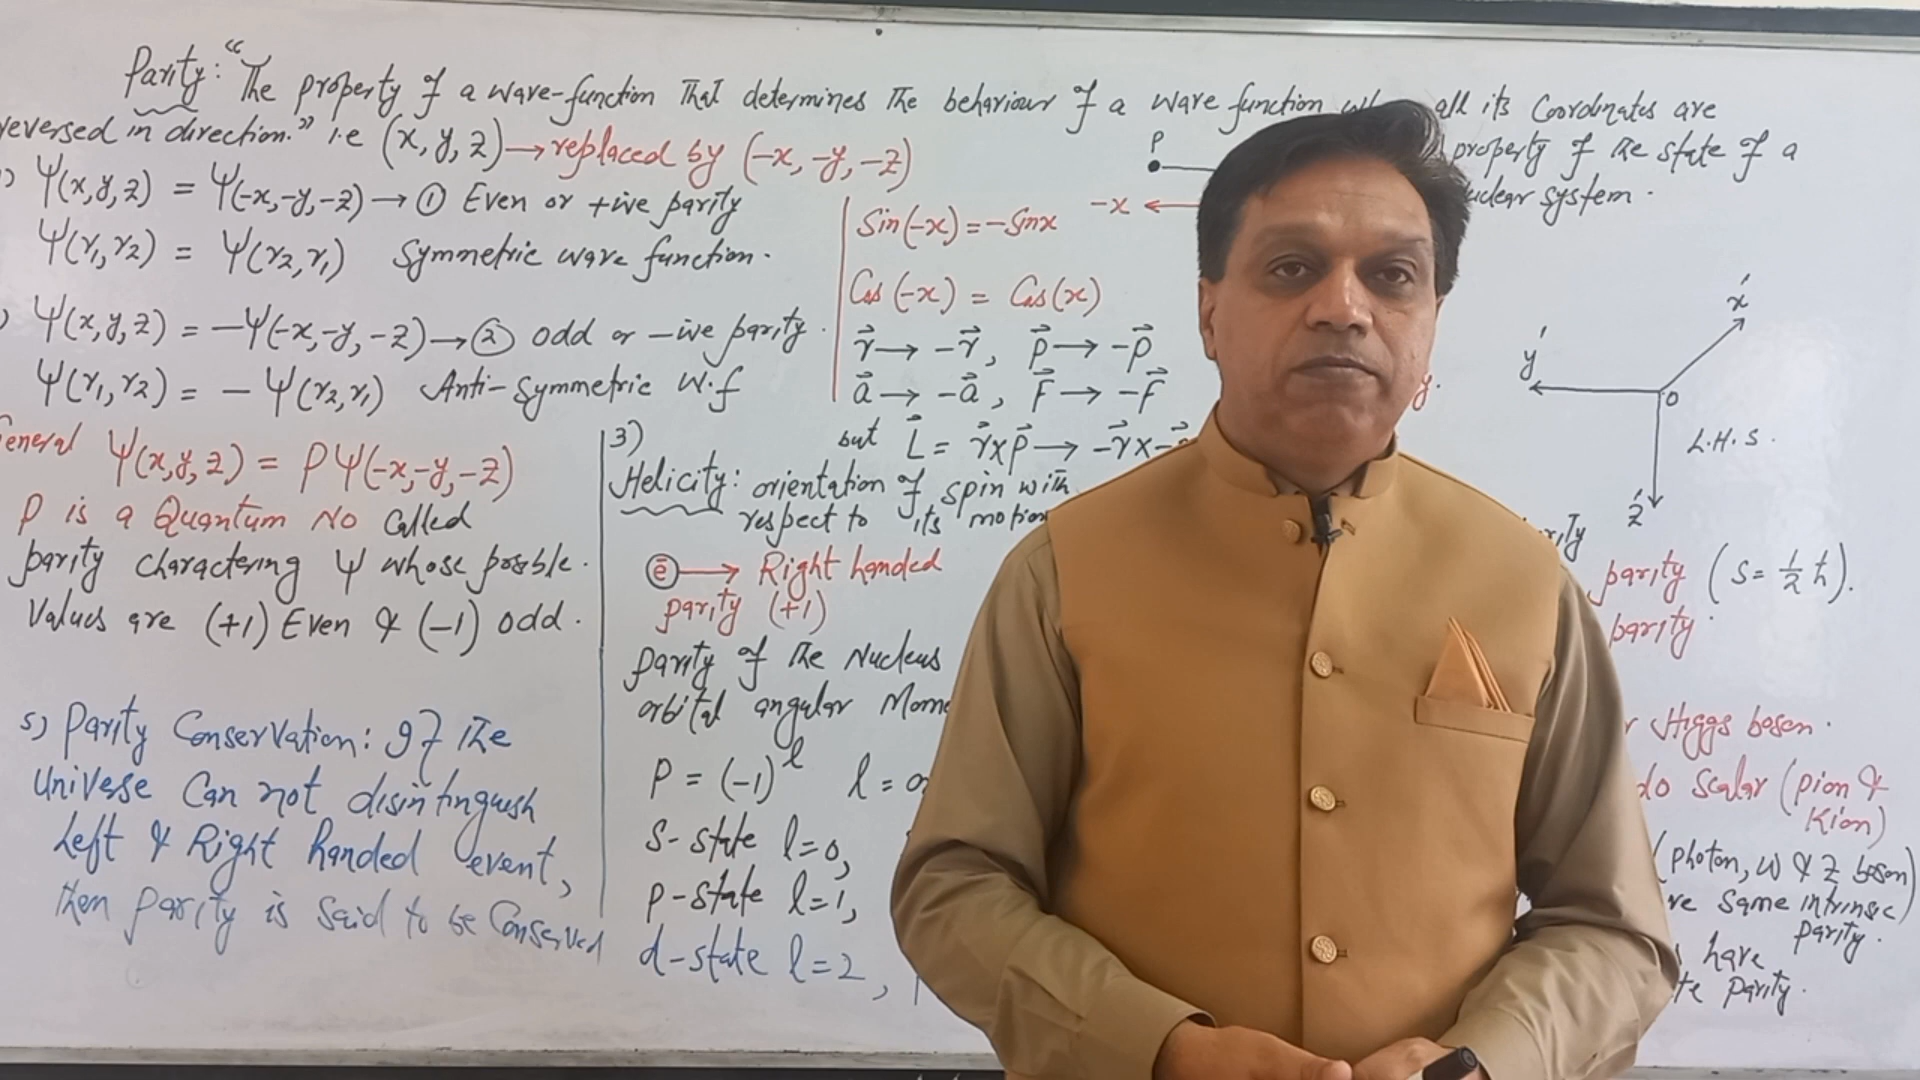 Parity: "The property of a wave-function That determines The behaviour of a wave function all its Coordinates are
reversed in direction." i.e (x, y, z) → replaced by (-x, -y, -z)
P
property of The state of a
system.
-x ←
Ψ(x,y,z) = Ψ(-x,-y,-z) → ① Even or +ive parity
Ψ(r1, r2) = Ψ(r2, r1) Symmetric wave function.
) Ψ(x,y,z) = -Ψ(-x,-y,-z) → ② odd or -ive parity.
Ψ(r1, r2) = - Ψ(r2, r1) Anti-Symmetric W.f
Sin(-x) = -Sinx
Cos(-x) = Cos(x)
r⃗ → -r⃗, p⃗ → -p⃗
a⃗ → -a⃗, F⃗ → -F⃗
but L⃗ = r⃗xp⃗ → -r⃗x-
y.
x'
y'
o
z'
L.H.S.
General Ψ(x,y,z) = PΨ(-x,-y,-z)
P is a Quantum No Called
parity charactering Ψ whose posble.
Values are (+1) Even & (-1) odd.
5) Parity Conservation: If The
Universe Can not disintinguish
Left & Right handed event,
Then parity is Said to be Conserved
3)
Helicity: orientation of spin with
respect to its motion
ē → Right handed
parity (+1)
parity of The Nucleus
orbital angular
P = (-1)^l l = 0
S-state l=0,
p-state l=1,
d-state l=2,
parity (S = 1/2 ħ).
parity.
Higgs boson.
Scalar (pion &
Kion)
(photon, W & Z boson)
Same intrinsic)
parity.
have
parity.